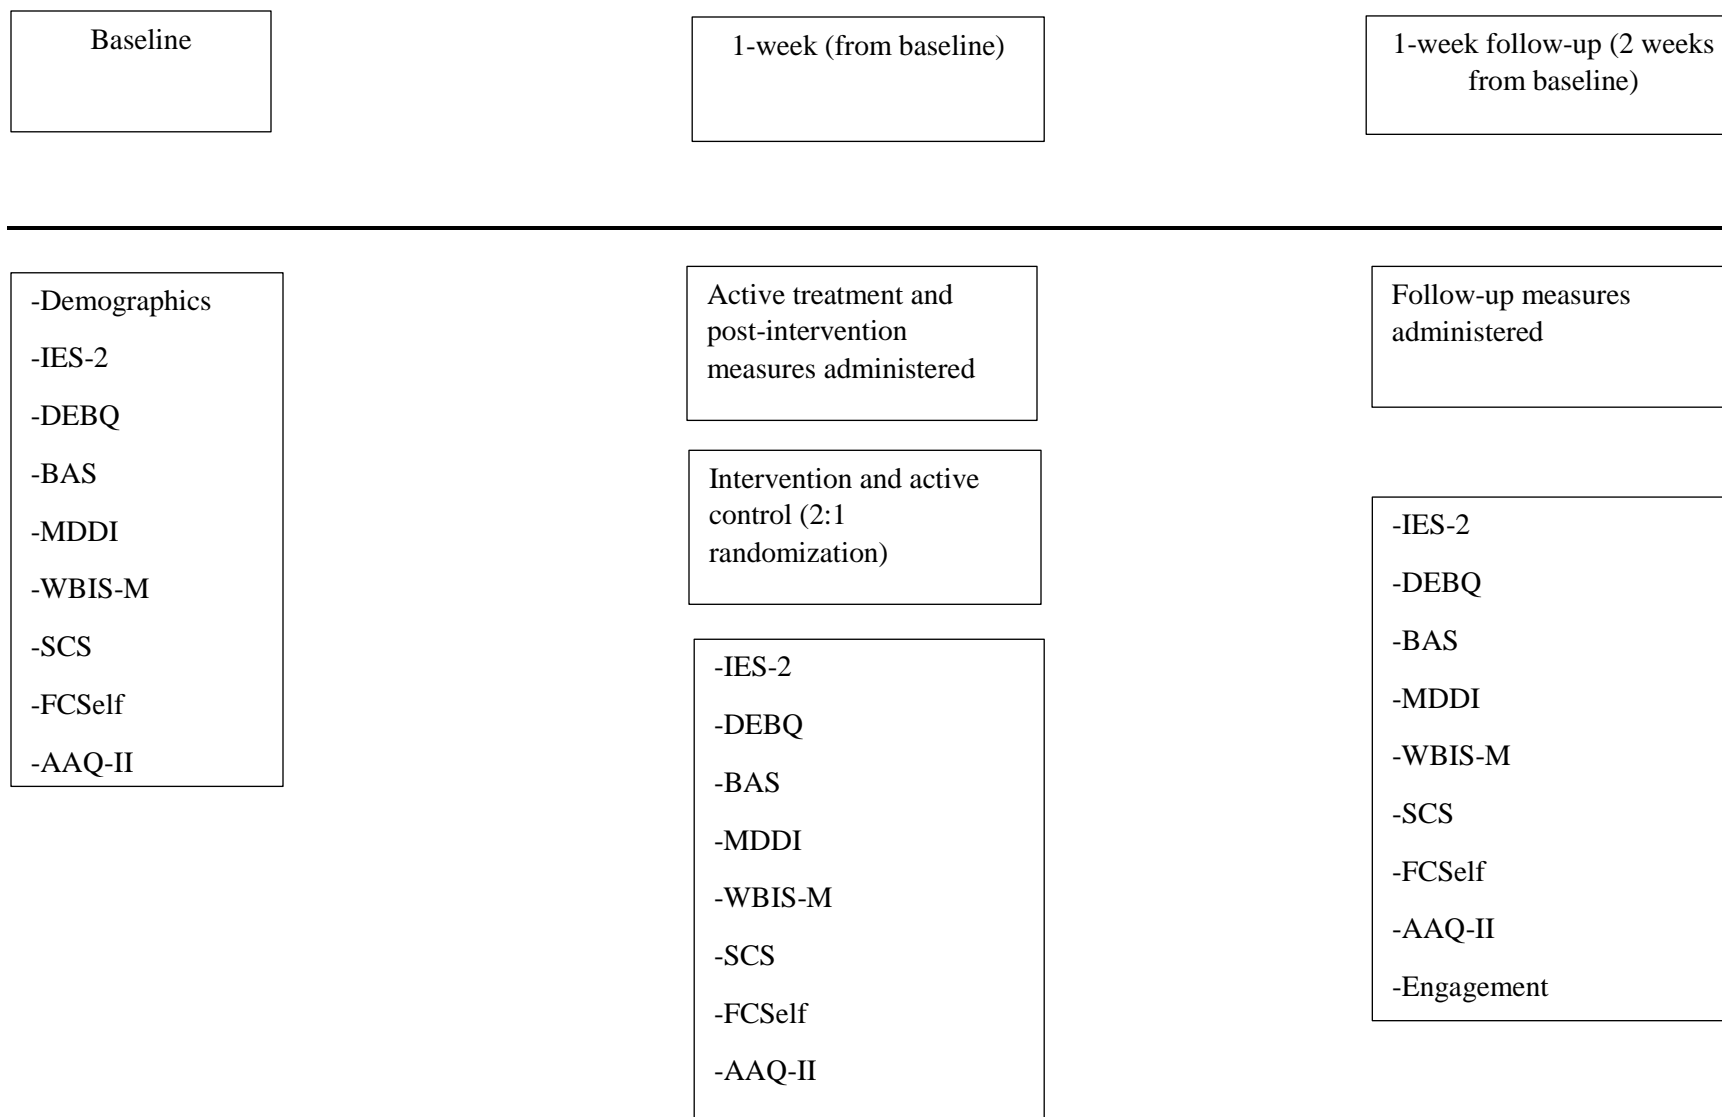 Baseline
1-week (from baseline)
1-week follow-up (2 weeks
from baseline)
-Demographics
-IES-2
-DEBQ
-BAS
-MDDI
-WBIS-M
-SCS
-FCSelf
-AAQ-II
Active treatment and
post-intervention
measures administered
Intervention and active
control (2:1
randomization)
-IES-2
-DEBQ
-BAS
-MDDI
-WBIS-M
-SCS
-FCSelf
-AAQ-II
Follow-up measures
administered
-IES-2
-DEBQ
-BAS
-MDDI
-WBIS-M
-SCS
-FCSelf
-AAQ-II
-Engagement